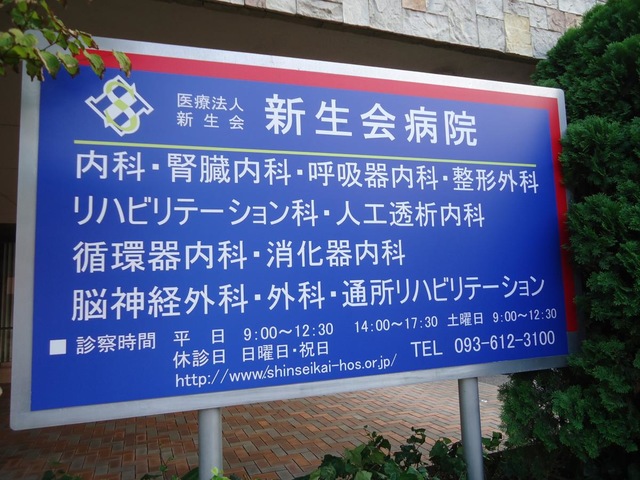 医療法人
新生会
新生会病院
内科・腎臓内科・呼吸器内科・整形外科
リハビリテーション科・人工透析内科
循環器内科・消化器内科
脳神経外科・外科・通所リハビリテーション
■ 診察時間 平 日 9:00～12:30 14:00～17:30 土曜日 9:00～12:30
休診日 日曜日・祝日
http://www.shinseikai-hos.or.jp/ TEL 093-612-3100